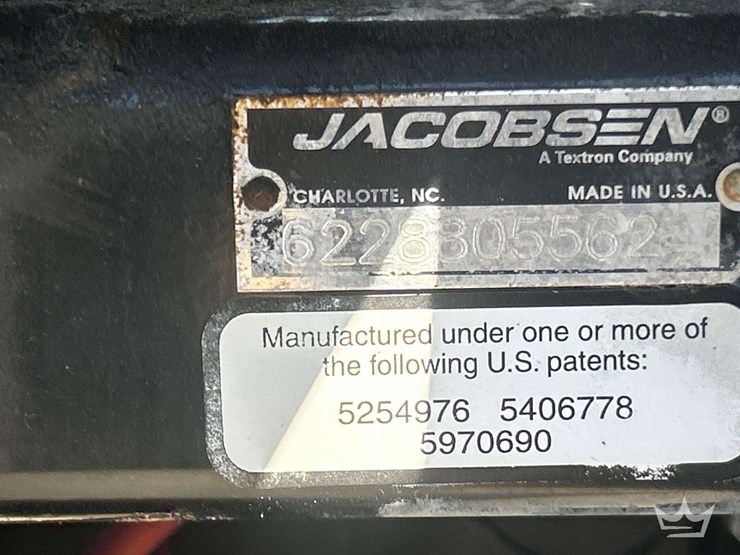 JACOBSEN®
A Textron Company
CHARLOTTE, NC. MADE IN U.S.A.
6228805562
Manufactured under one or more of
the following U.S. patents:
5254976 5406778
5970690